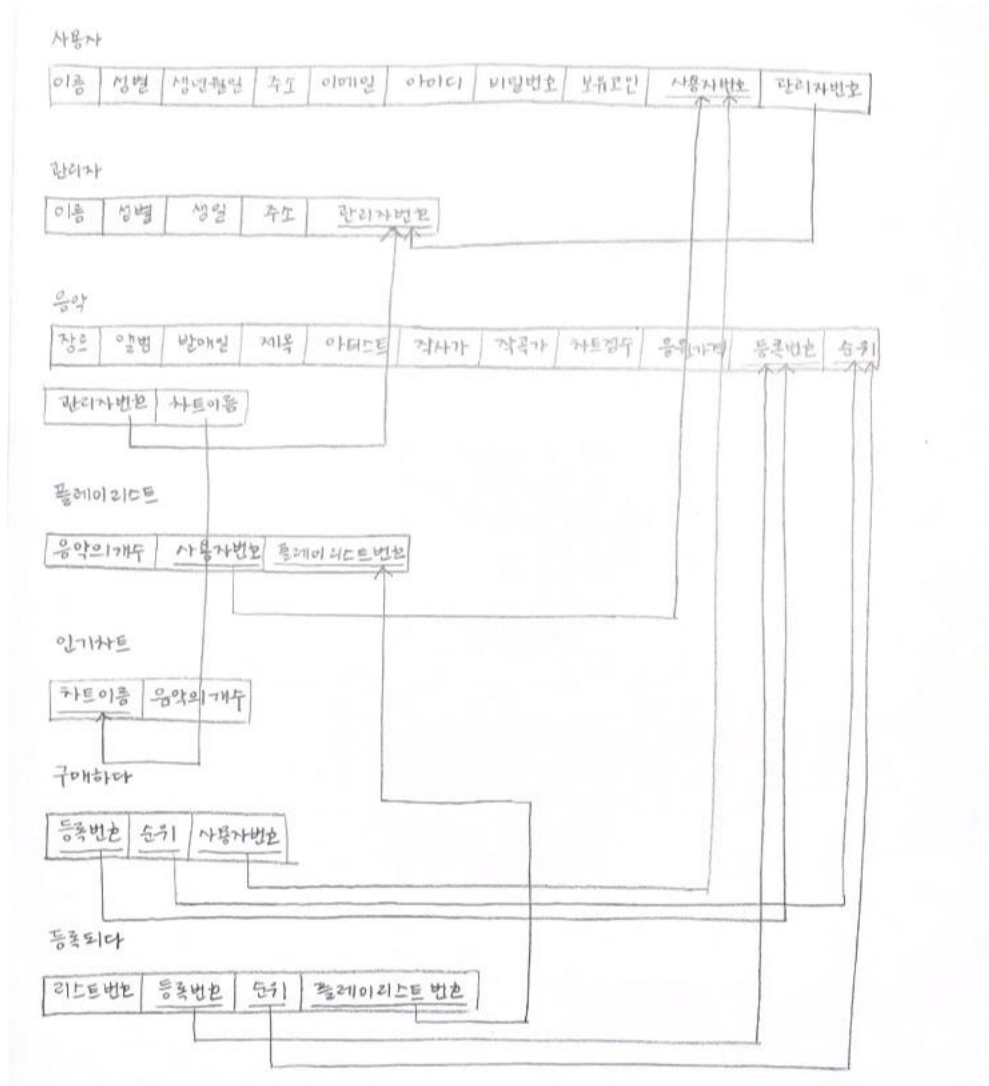 사용자
이름 성별 생년월일 주소 이메일 아이디 비밀번호 보유코인 사용자번호 관리자번호
관리자
이름 성별 생일 주소 관리자번호
음악
장르 앨범 발매일 제목 아티스트 작사가 작곡가 차트점수 음원가격 등록번호 순위
관리자번호 차트이름
플레이리스트
음악의개수 사용자번호 플레이리스트번호
인기차트
차트이름 음악의개수
구매하다
등록번호 순위 사용자번호
등록되다
리스트번호 등록번호 순위 플레이리스트 번호